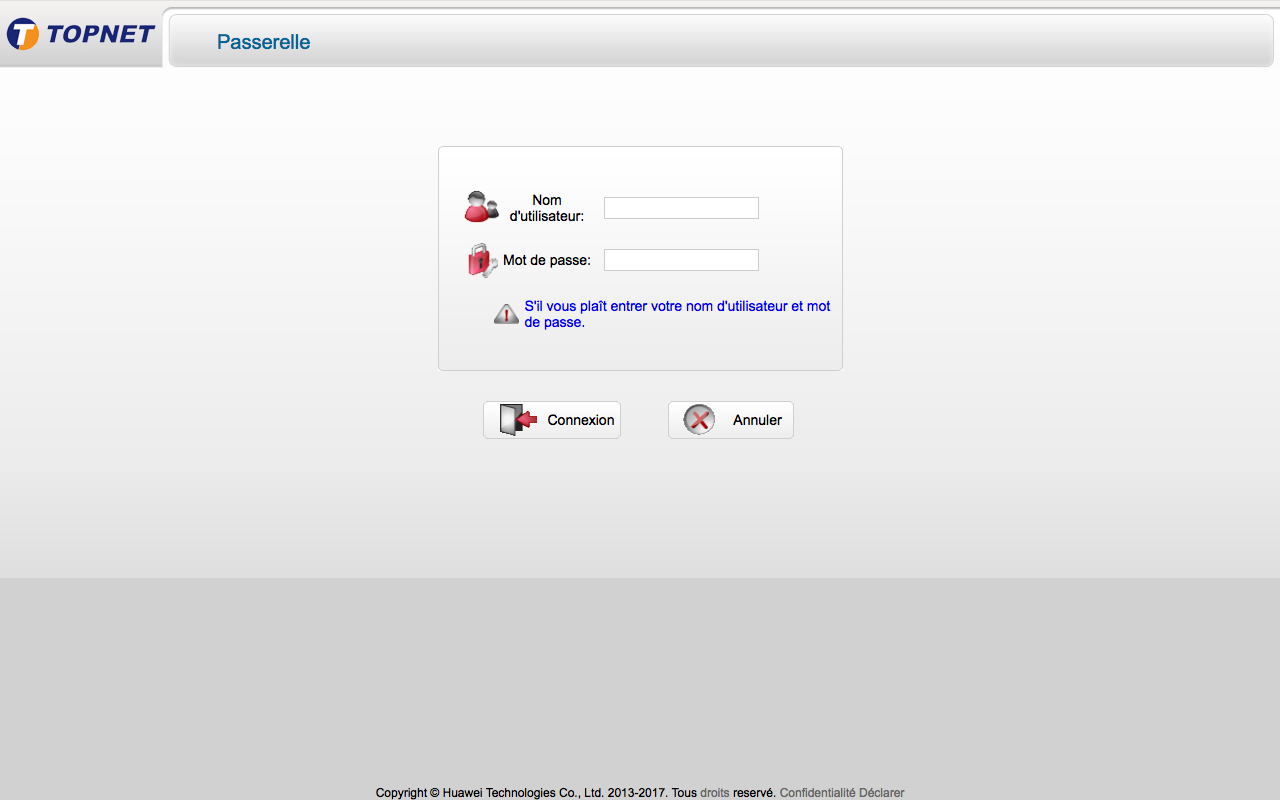 TOPNET
Passerelle
Nom
d'utilisateur:
Mot de passe:
S'il vous plaît entrer votre nom d'utilisateur et mot
de passe.
Connexion
Annuler
Copyright © Huawei Technologies Co., Ltd. 2013-2017. Tous droits reservé. Confidentialité Déclarer